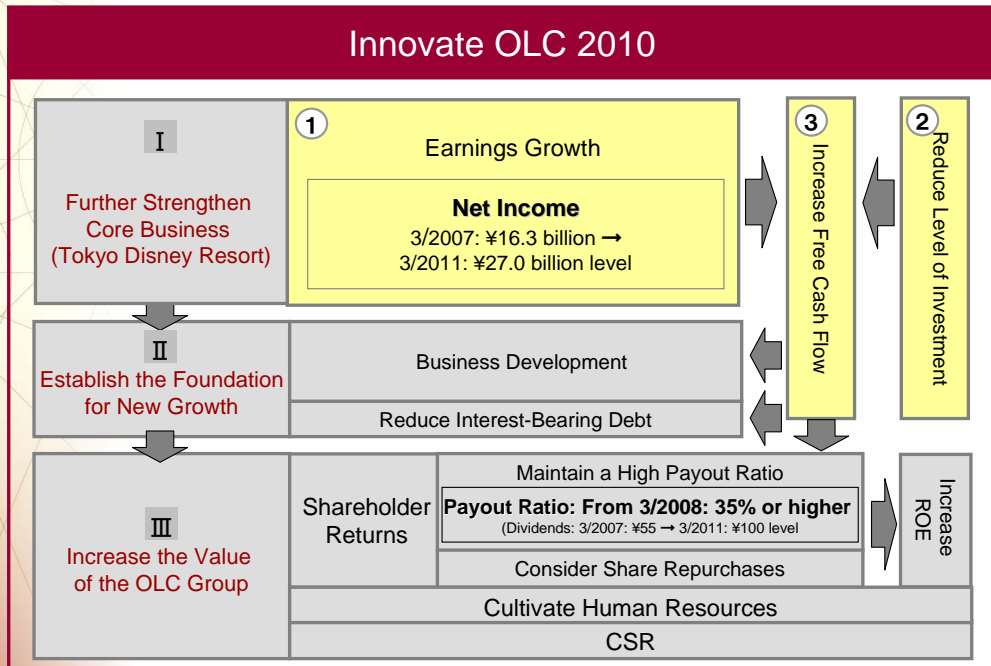 Innovate OLC 2010
Ⅰ
Further Strengthen
Core Business
(Tokyo Disney Resort)
1
Earnings Growth
Net Income
3/2007: ¥16.3 billion →
3/2011: ¥27.0 billion level
3
Increase Free Cash Flow
2
Reduce Level of Investment
Ⅱ
Establish the Foundation
for New Growth
Business Development
Reduce Interest-Bearing Debt
Ⅲ
Increase the Value
of the OLC Group
Shareholder
Returns
Maintain a High Payout Ratio
Payout Ratio: From 3/2008: 35% or higher
(Dividends: 3/2007: ¥55 → 3/2011: ¥100 level
Consider Share Repurchases
Increase
ROE
Cultivate Human Resources
CSR